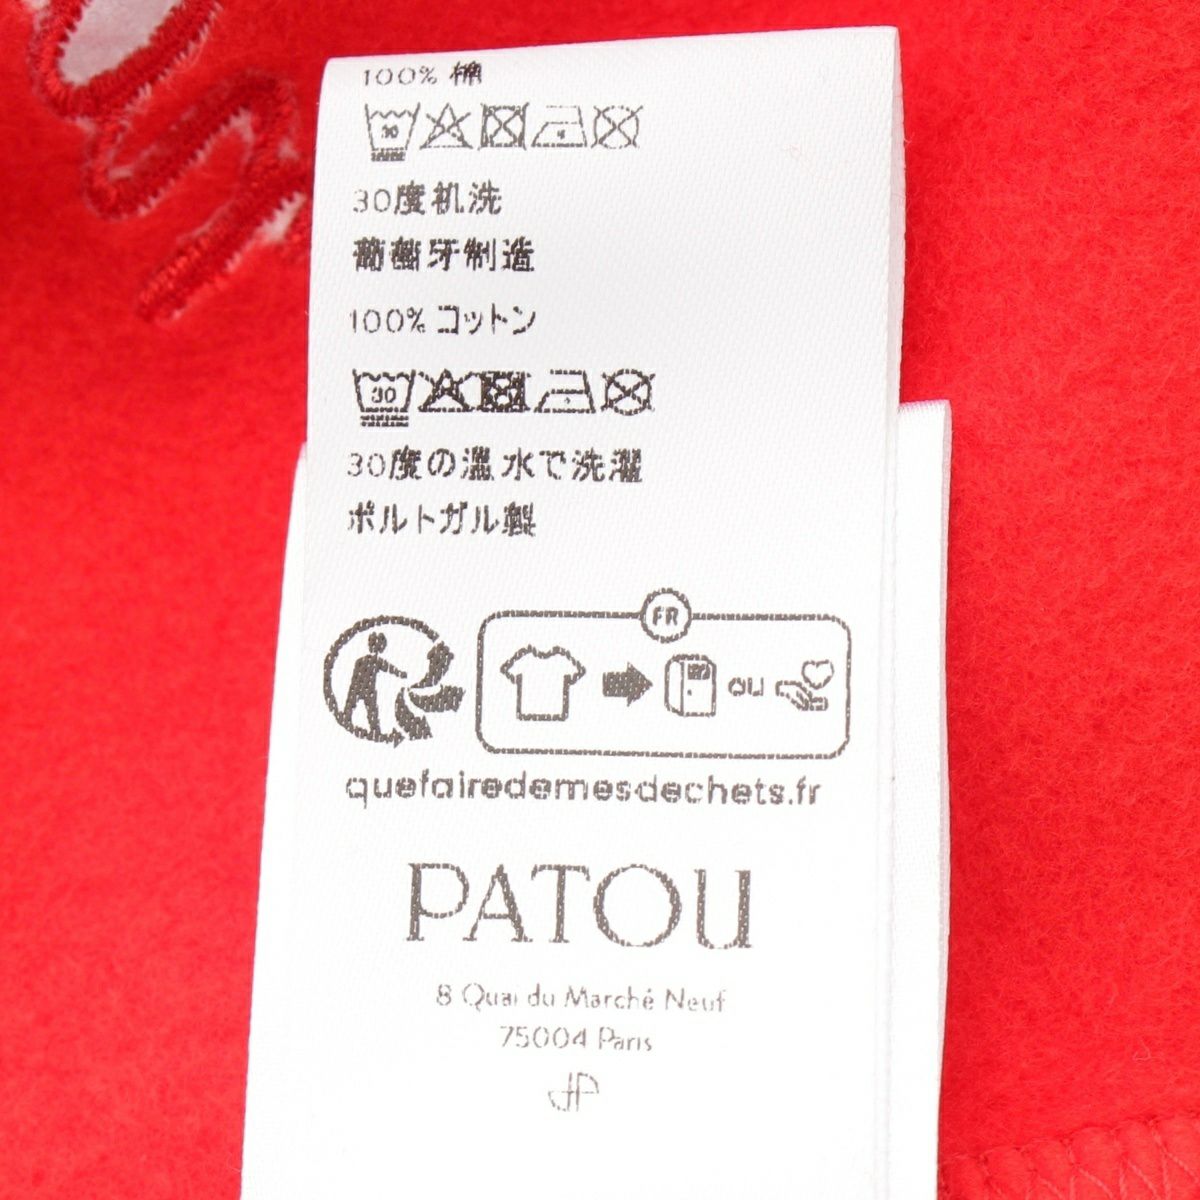 100% 棉
30
30度机洗
葡萄牙制造
100% コットン
30
30度の温水で洗濯
ポルトガル製
FR
ou
quefairedemesdechets.fr
PATOU
8 Quai du Marché Neuf
75004 Paris
JP